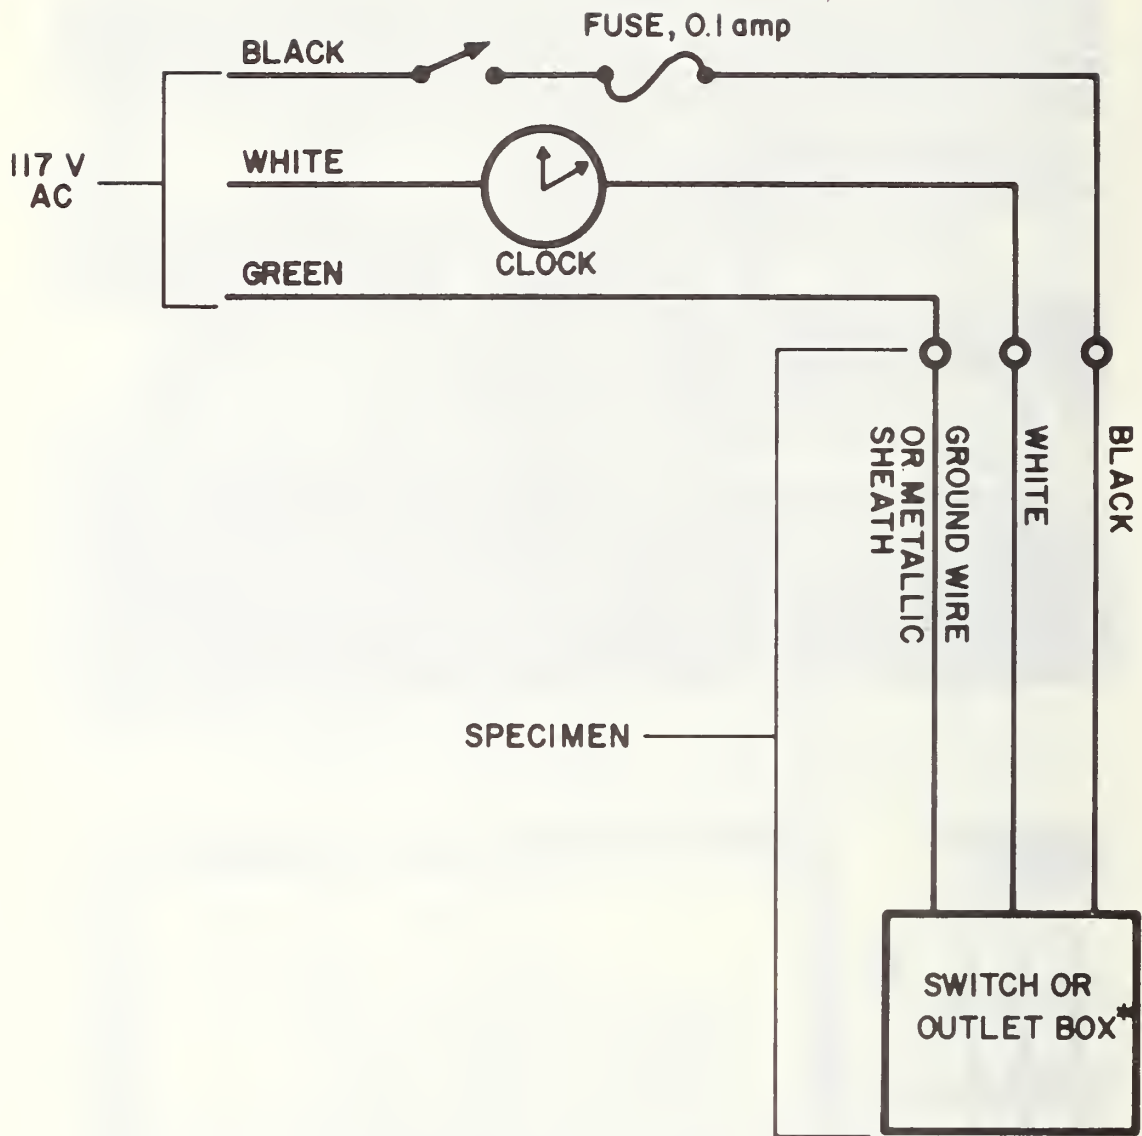 FUSE, 0.1 amp
BLACK
117 V
AC
WHITE
CLOCK
GREEN
GROUND WIRE
OR METALLIC
SHEATH
WHITE
BLACK
SPECIMEN
SWITCH OR
OUTLET BOX*